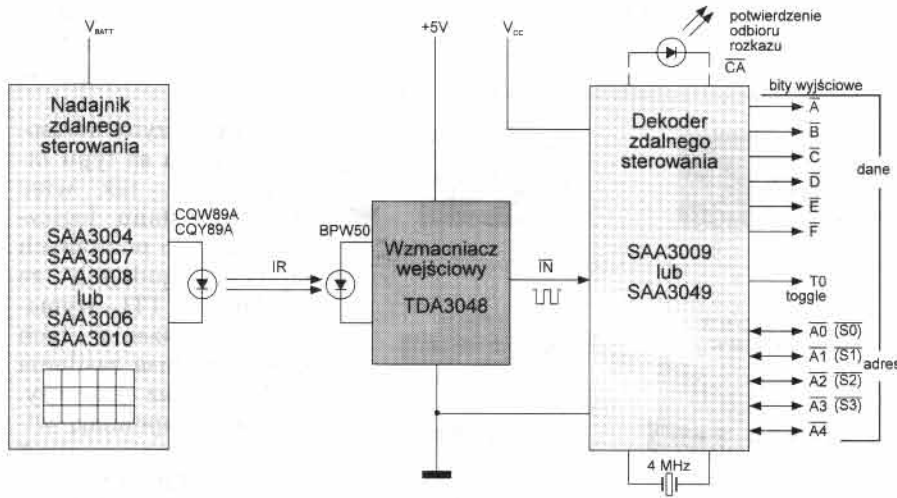 V_BATT
Nadajnik
zdalnego
sterowania
SAA3004
SAA3007
SAA3008
lub
SAA3006
SAA3010
CQW89A
CQY89A
IR
BPW50
+5V
Wzmacniacz
wejściowy
TDA3048
IN
V_CC
potwierdzenie
odbioru
rozkazu
CA
Dekoder
zdalnego
sterowania
SAA3009
lub
SAA3049
4 MHz
bity wyjściowe
A
B
C
D
E
F
dane
T0
toggle
A0 (S0)
A1 (S1)
A2 (S2)
A3 (S3)
A4
adres